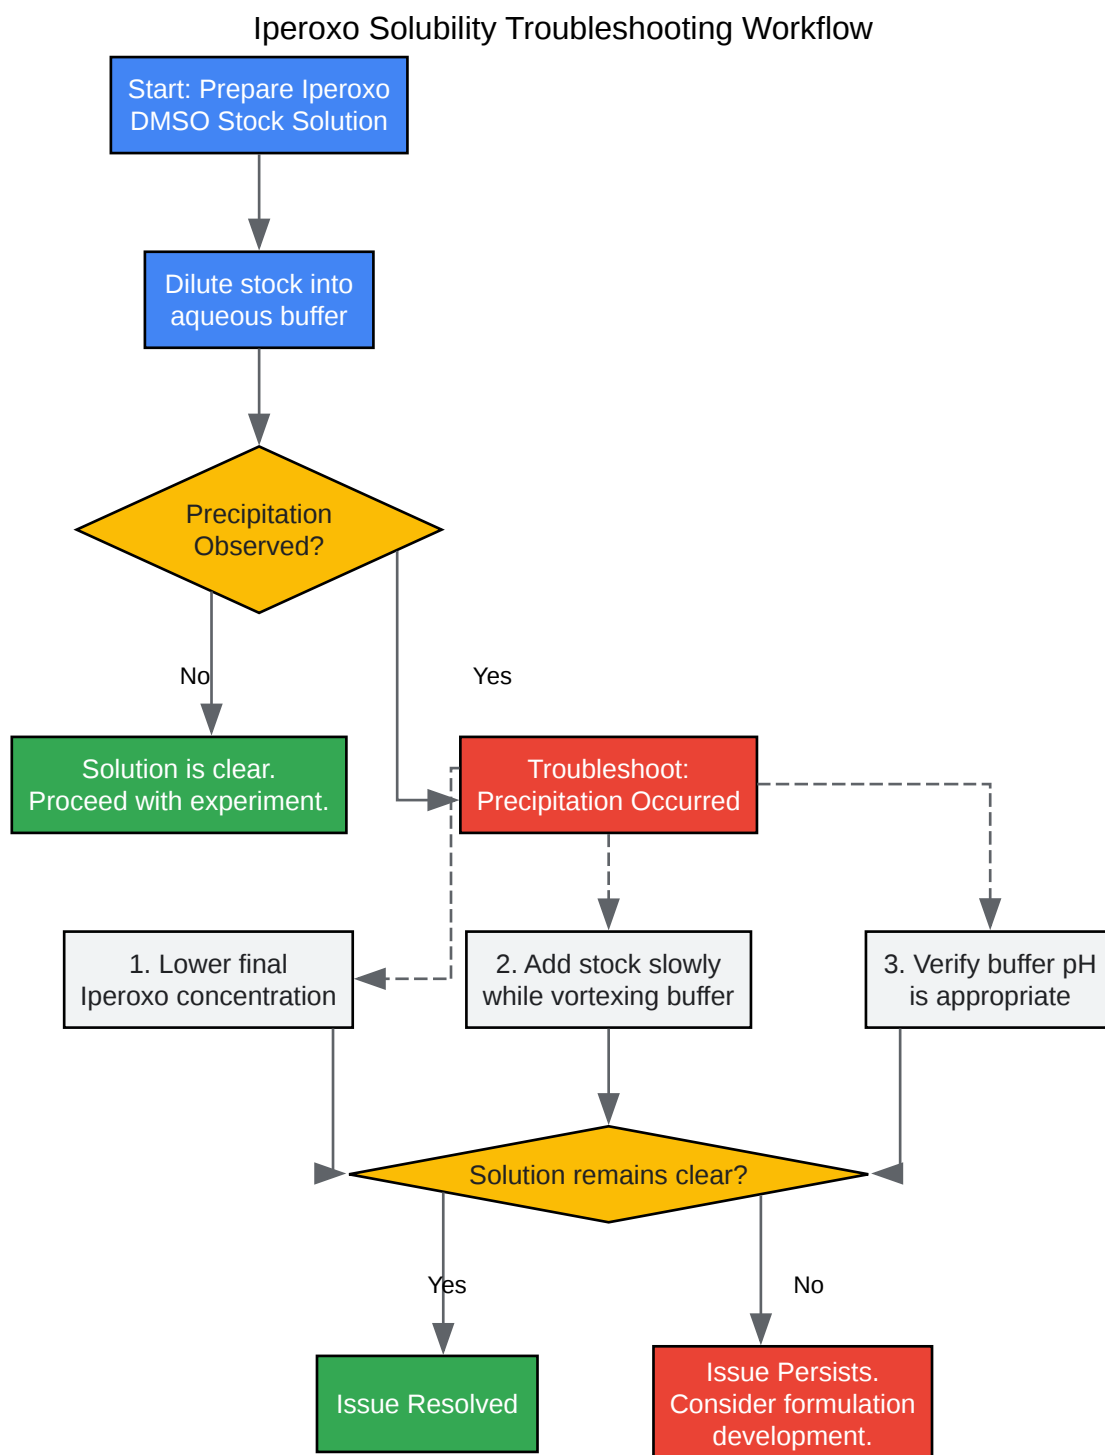 Iperoxo Solubility Troubleshooting Workflow
Start: Prepare Iperoxo
DMSO Stock Solution
Dilute stock into
aqueous buffer
Precipitation
Observed?
No
Yes
Solution is clear.
Proceed with experiment.
Troubleshoot:
Precipitation Occurred
1. Lower final
Iperoxo concentration
2. Add stock slowly
while vortexing buffer
3. Verify buffer pH
is appropriate
Solution remains clear?
Yes
No
Issue Resolved
Issue Persists.
Consider formulation
development.